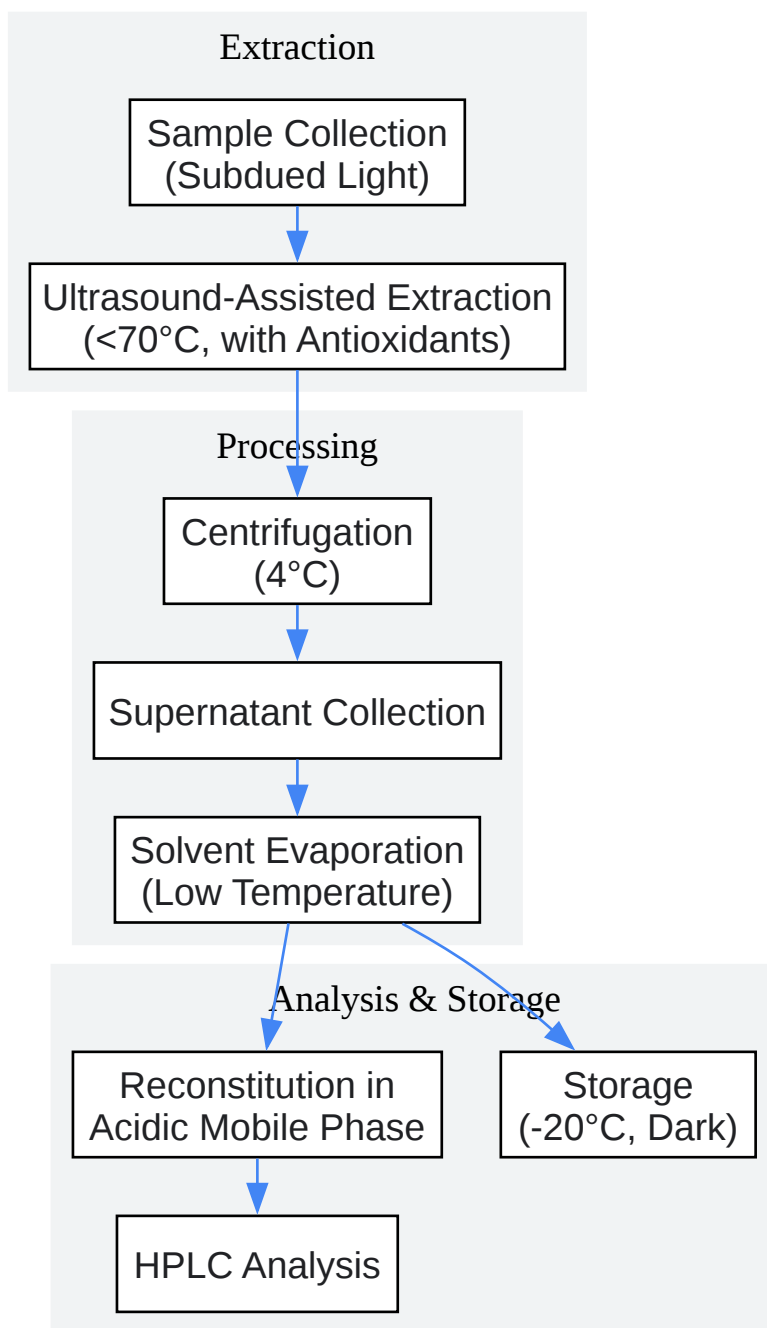 Extraction
Sample Collection
(Subdued Light)
Ultrasound-Assisted Extraction
(<70°C, with Antioxidants)
Processing
Centrifugation
(4°C)
Supernatant Collection
Solvent Evaporation
(Low Temperature)
Analysis & Storage
Reconstitution in
Acidic Mobile Phase
Storage
(-20°C, Dark)
HPLC Analysis